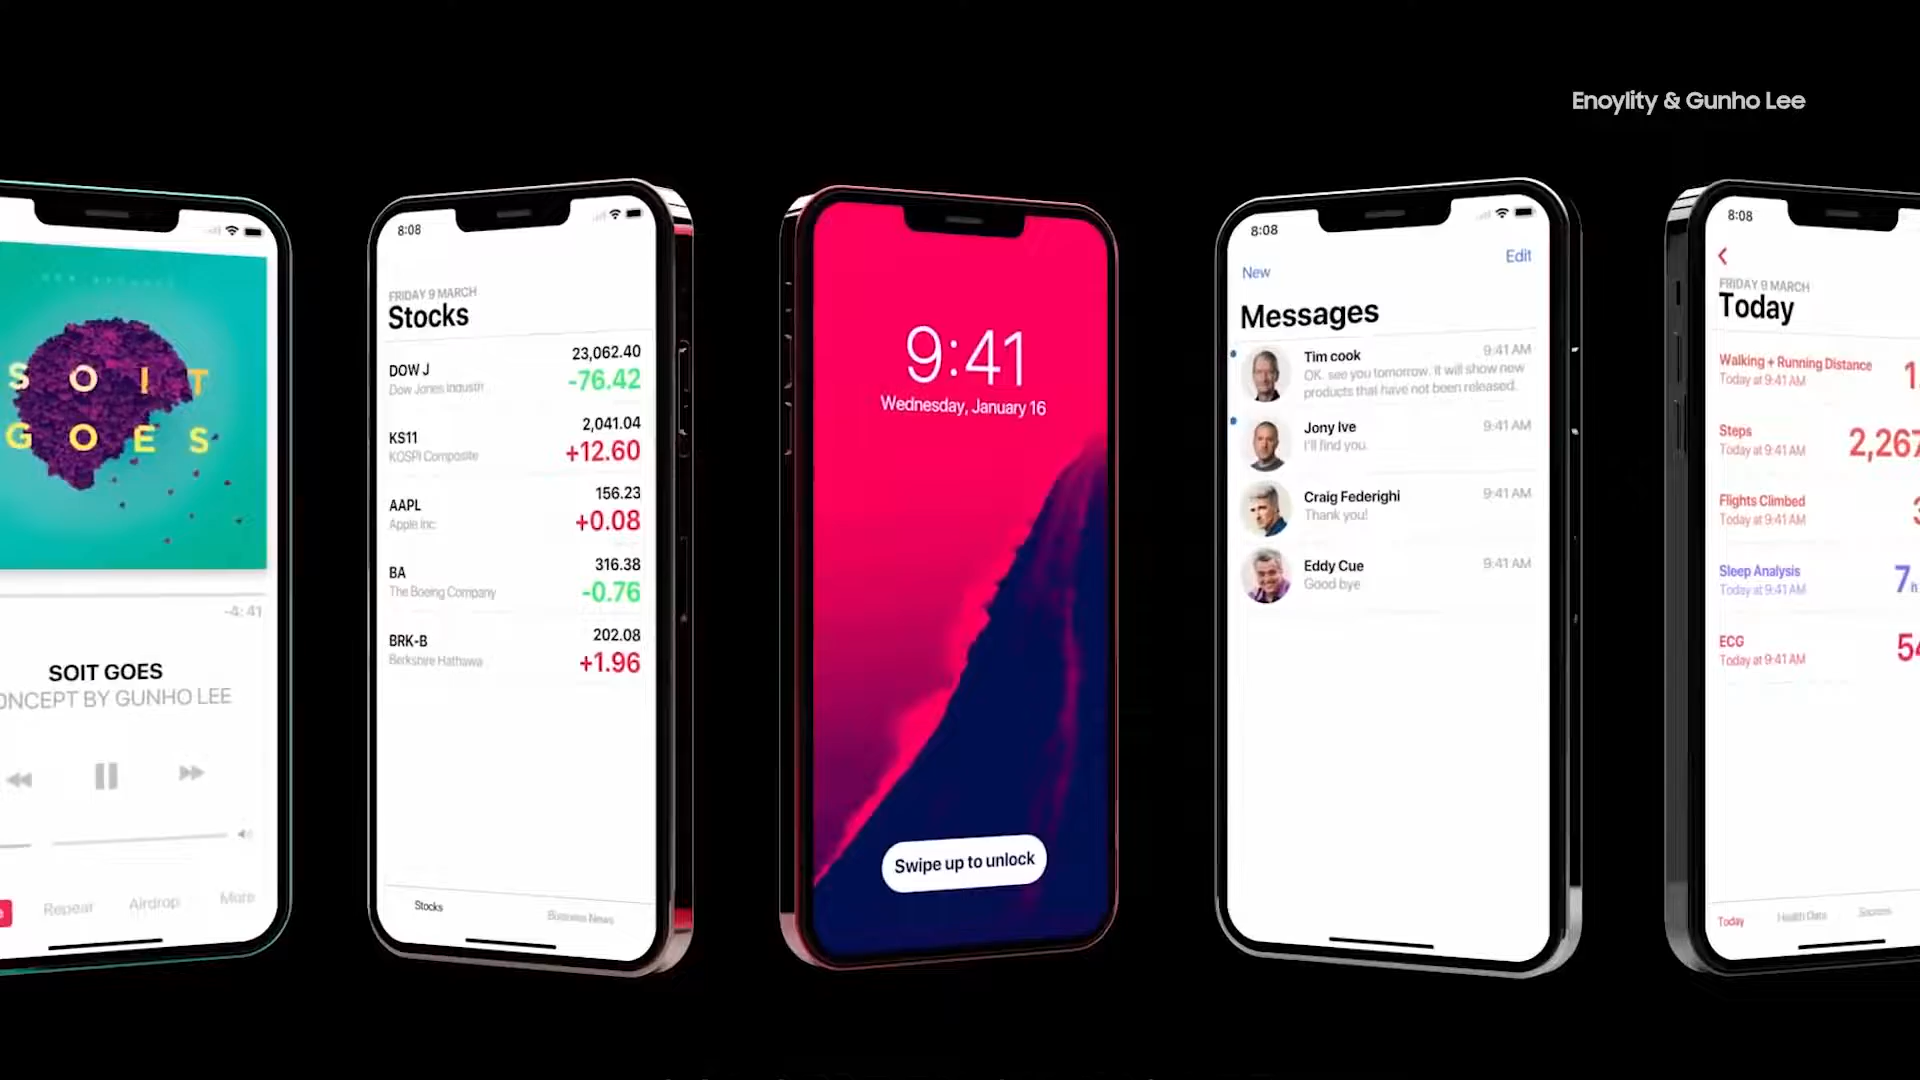 Enoylity & Gunho Lee
SOIT
GOES
-4:41
SOIT GOES
ONCEPT BY GUNHO LEE
Repeat
Airdrop
More
8:08
FRIDAY 9 MARCH
Stocks
DOW J
23,062.40
Dow Jones Industri
-76.42
KS11
2,041.04
KOSPI Composite
+12.60
AAPL
156.23
Apple Inc.
+0.08
BA
316.38
The Boeing Company
-0.76
BRK-B
202.08
Berkshire Hathawa
+1.96
Stocks
Business News
9:41
Wednesday, January 16
Swipe up to unlock
8:08
New
Edit
Messages
Tim cook
9:41 AM
OK. see you tomorrow. It will show new
products that have not been released.
Jony Ive
9:41 AM
I'll find you.
Craig Federighi
9:41 AM
Thank you!
Eddy Cue
9:41 AM
Good bye
8:08
FRIDAY 9 MARCH
Today
Walking + Running Distance
Today at 9:41 AM
1
Steps
Today at 9:41 AM
2,267
Flights Climbed
Today at 9:41 AM
Sleep Analysis
Today at 9:41 AM
7h
ECG
Today at 9:41 AM
54
Today
Health Data